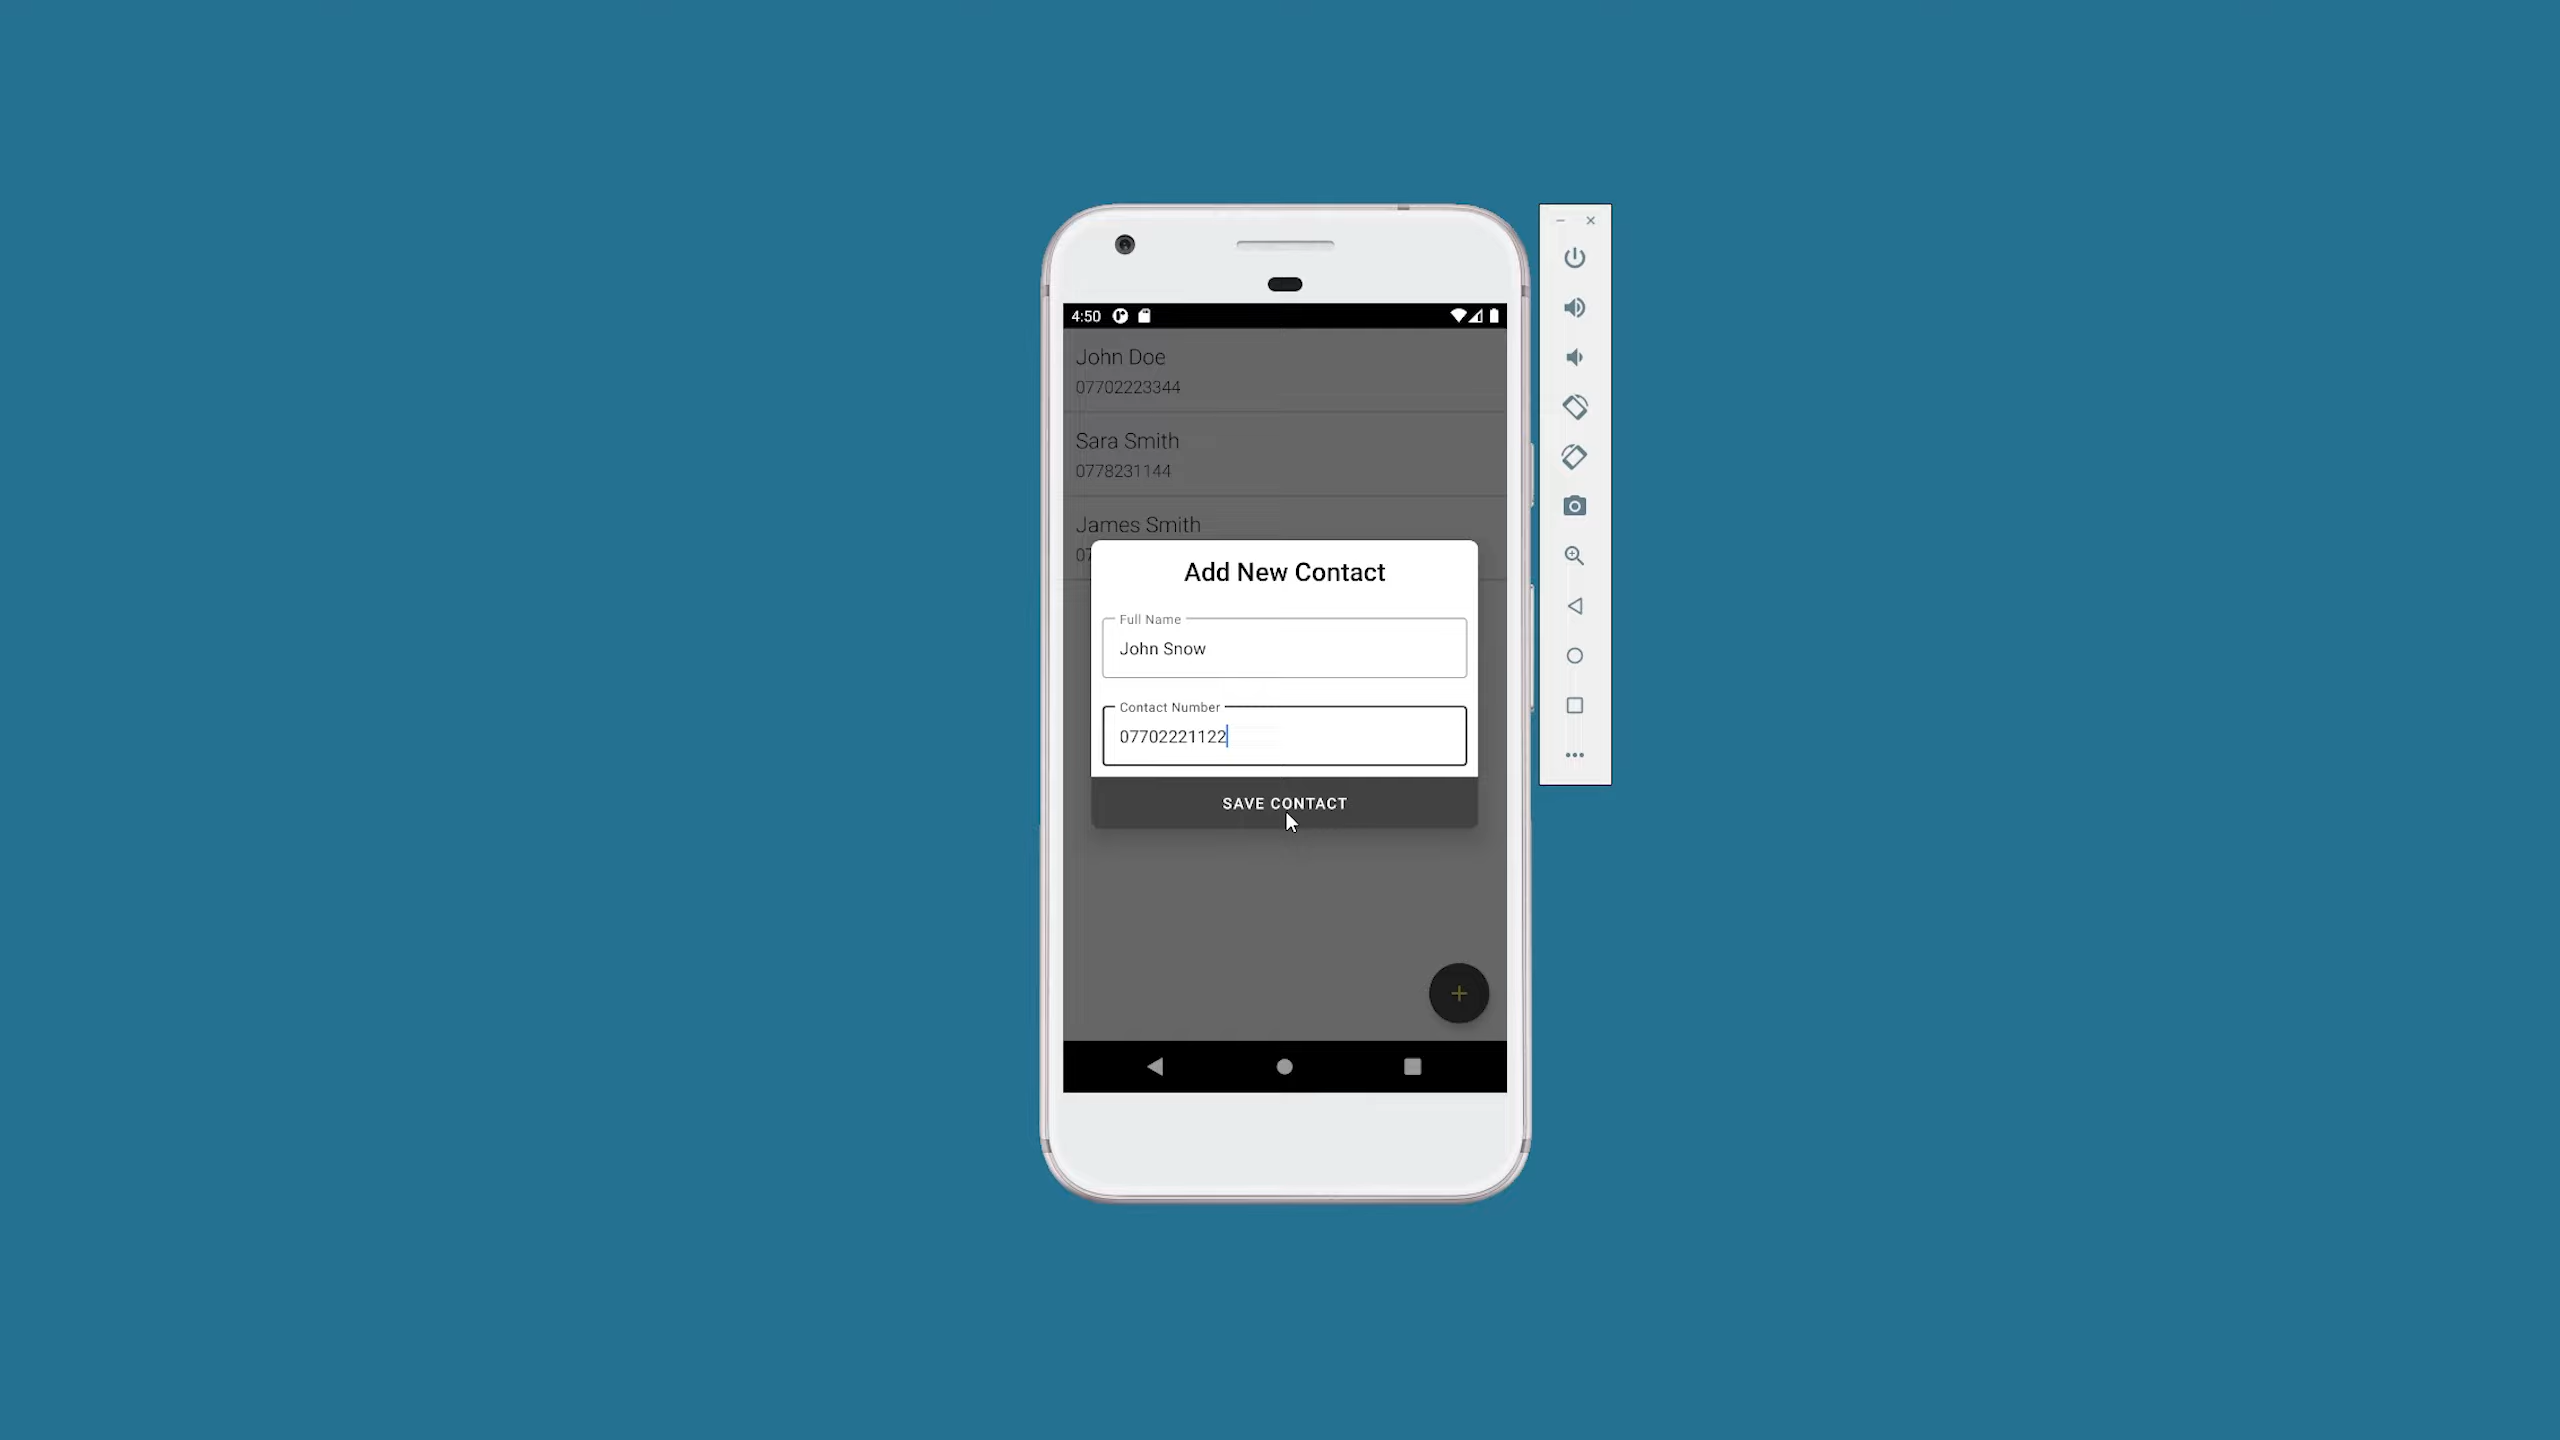 4:50
John Doe
07702223344
Sara Smith
0778231144
James Smith
07
Add New Contact
Full Name
John Snow
Contact Number
07702221122
SAVE CONTACT